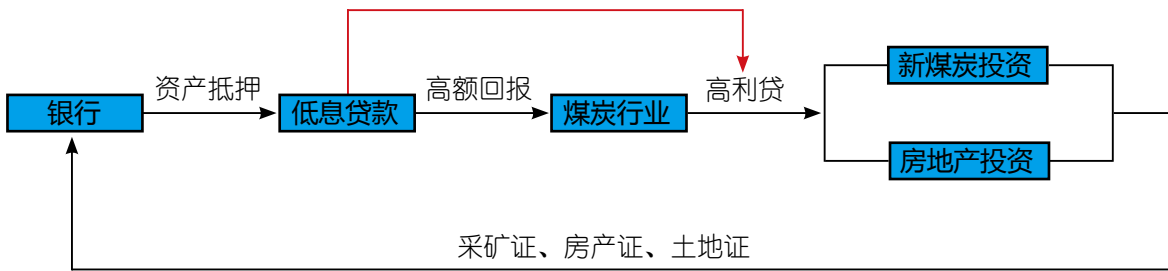 新煤炭投资
资产抵押
高额回报
高利贷
银行
低息贷款
煤炭行业
房地产投资
采矿证、房产证、土地证